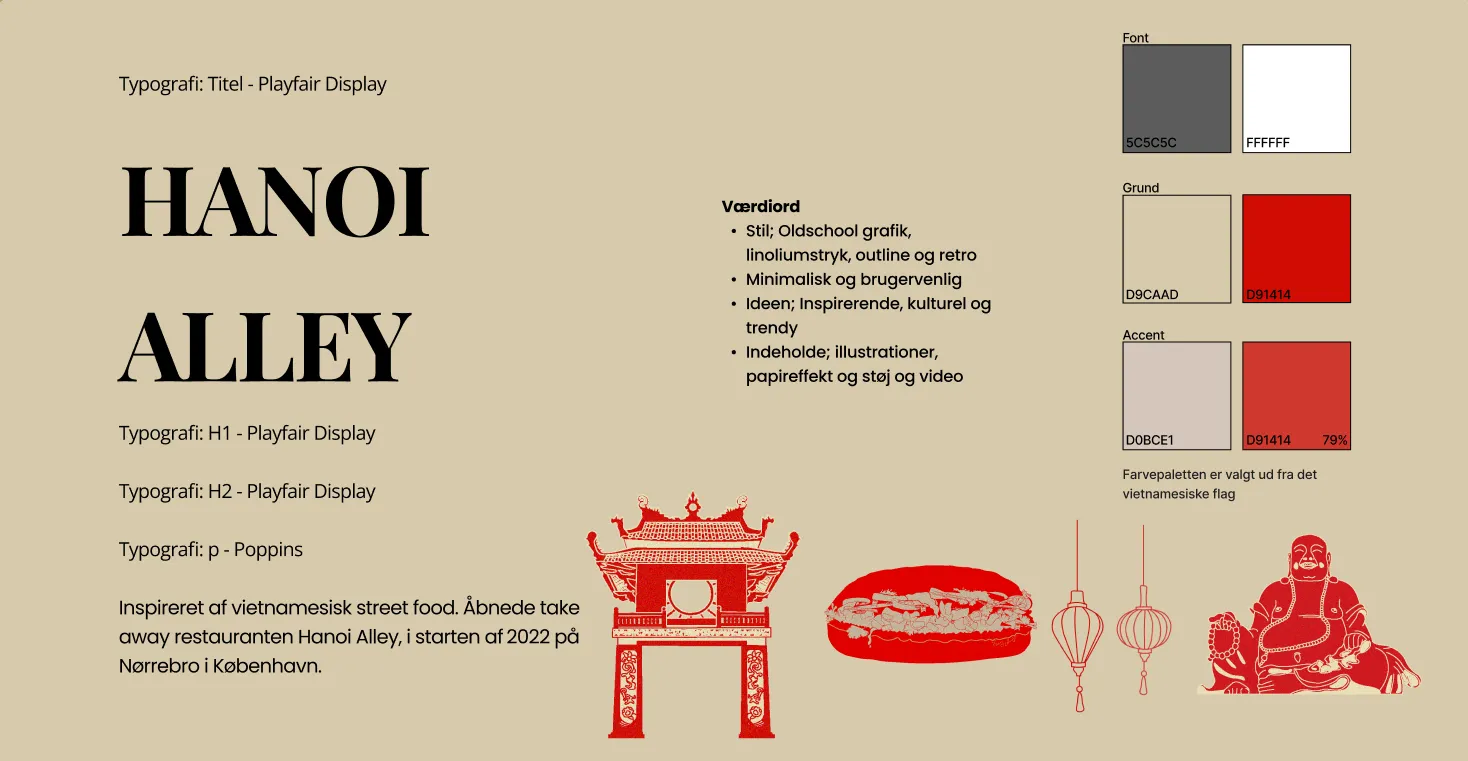 Typografi: Titel - Playfair Display
HANOI
ALLEY
Typografi: H1 - Playfair Display
Typografi: H2 - Playfair Display
Typografi: p - Poppins
Inspireret af vietnamesisk street food. Åbnede take
away restauranten Hanoi Alley, i starten af 2022 på
Nørrebro i København.
Værdiord
• Stil; Oldschool grafik,
linoliumstryk, outline og retro
• Minimalisk og brugervenlig
• Ideen; Inspirerende, kulturel og
trendy
• Indeholde; illustrationer,
papireffekt og støj og video
Font
5C5C5C FFFFFF
Grund
D9CAAD D91414
Accent
D0BCE1 D91414 79%
Farvepaletten er valgt ud fra det
vietnamesiske flag